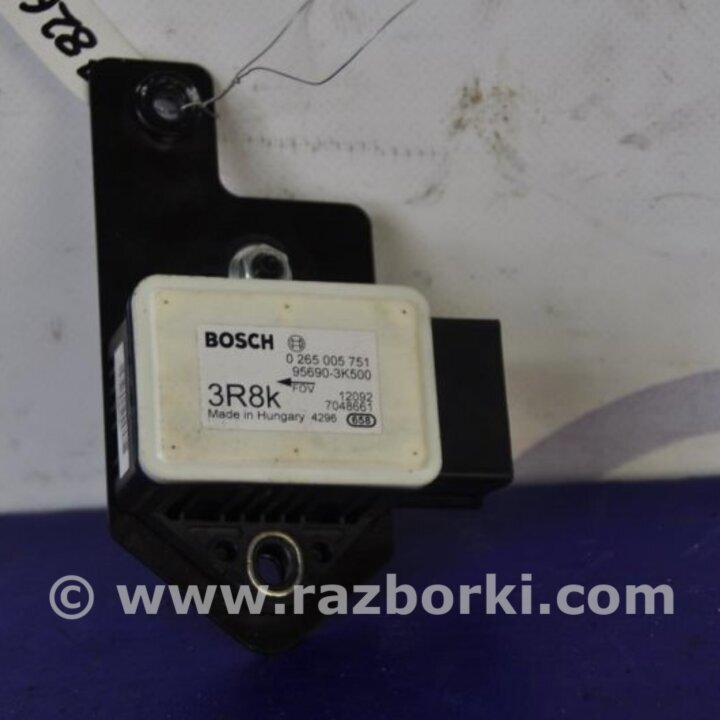 826
BOSCH
0 265 005 751
95690-3K500
3R8k
FOV
12092
7048661
Made in Hungary 4296 658
© www.razborki.com